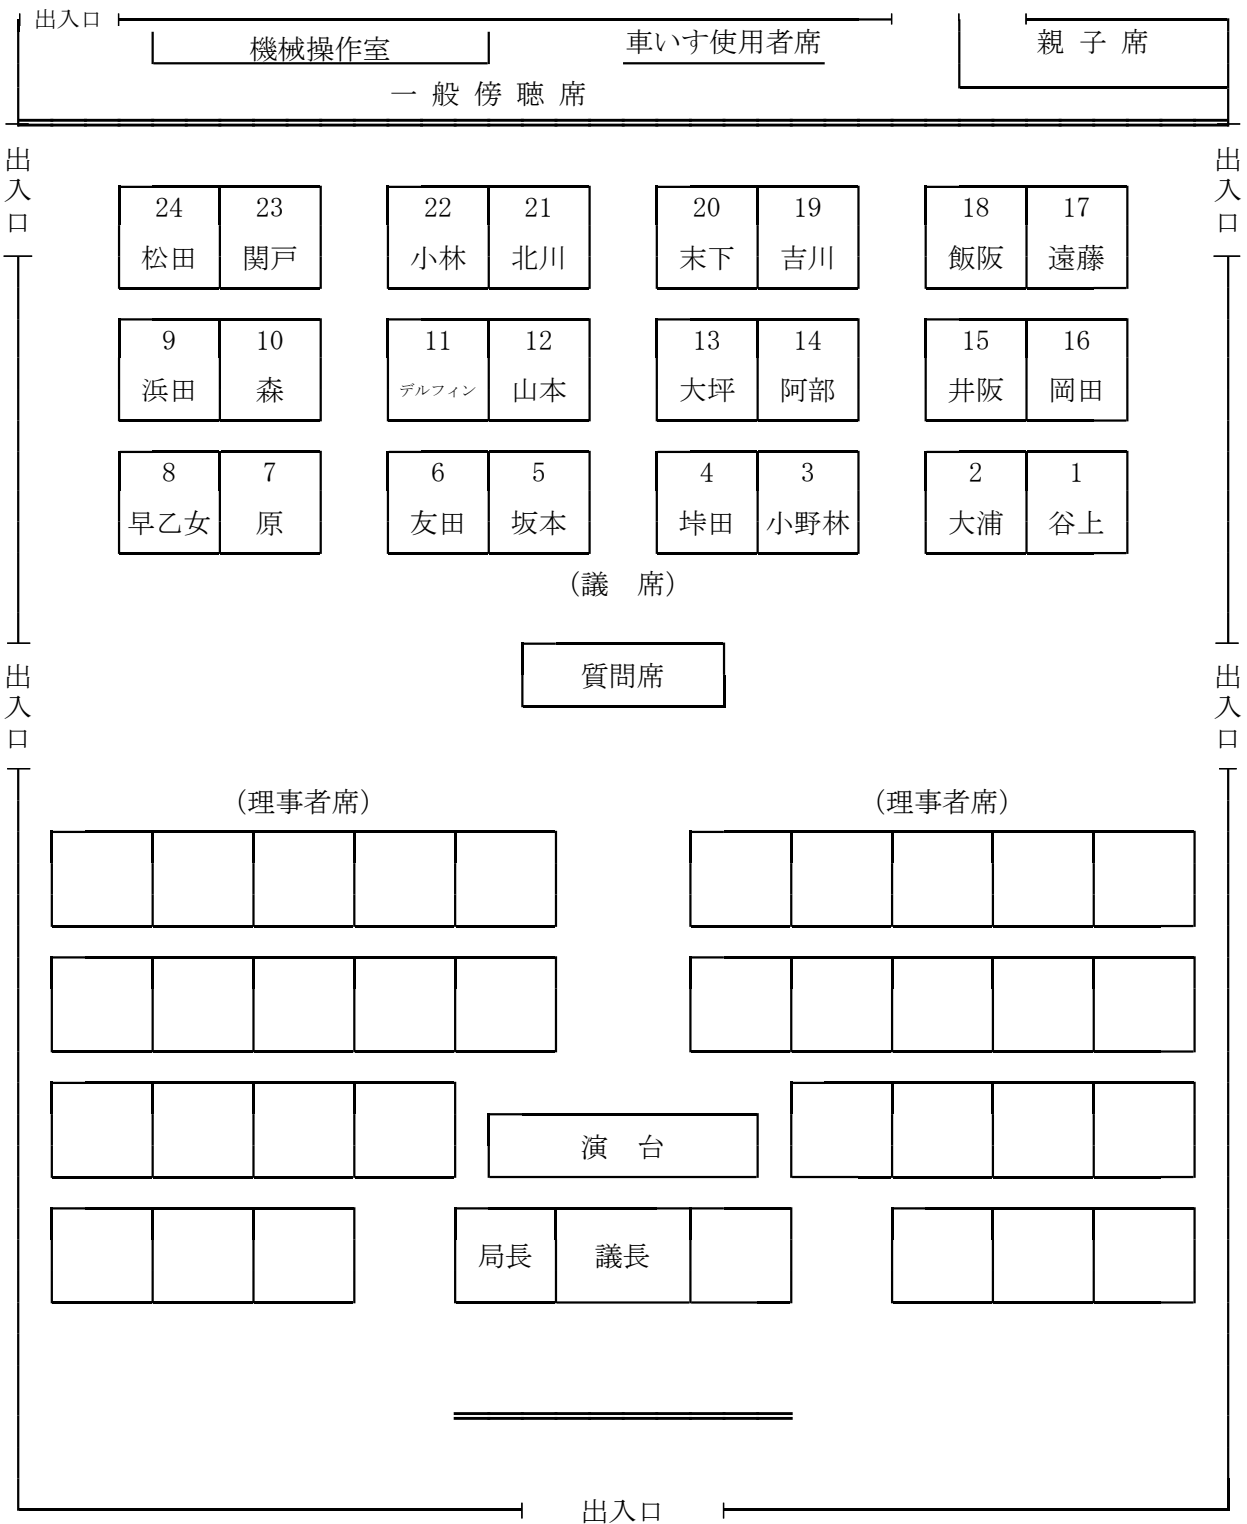 出入口
機械操作室
車いす使用者席
親 子 席
一 般 傍 聴 席
出入口
出入口
24 23 22 21 20 19 18 17
松田 関戸 小林 北川 末下 吉川 飯阪 遠藤
9 10 11 12 13 14 15 16
浜田 森 デルフィン 山本 大坪 阿部 井阪 岡田
8 7 6 5 4 3 2 1
早乙女 原 友田 坂本 垰田 小野林 大浦 谷上
(議 席)
質問席
出入口
出入口
(理事者席) (理事者席)
演 台
局長 議長
出入口